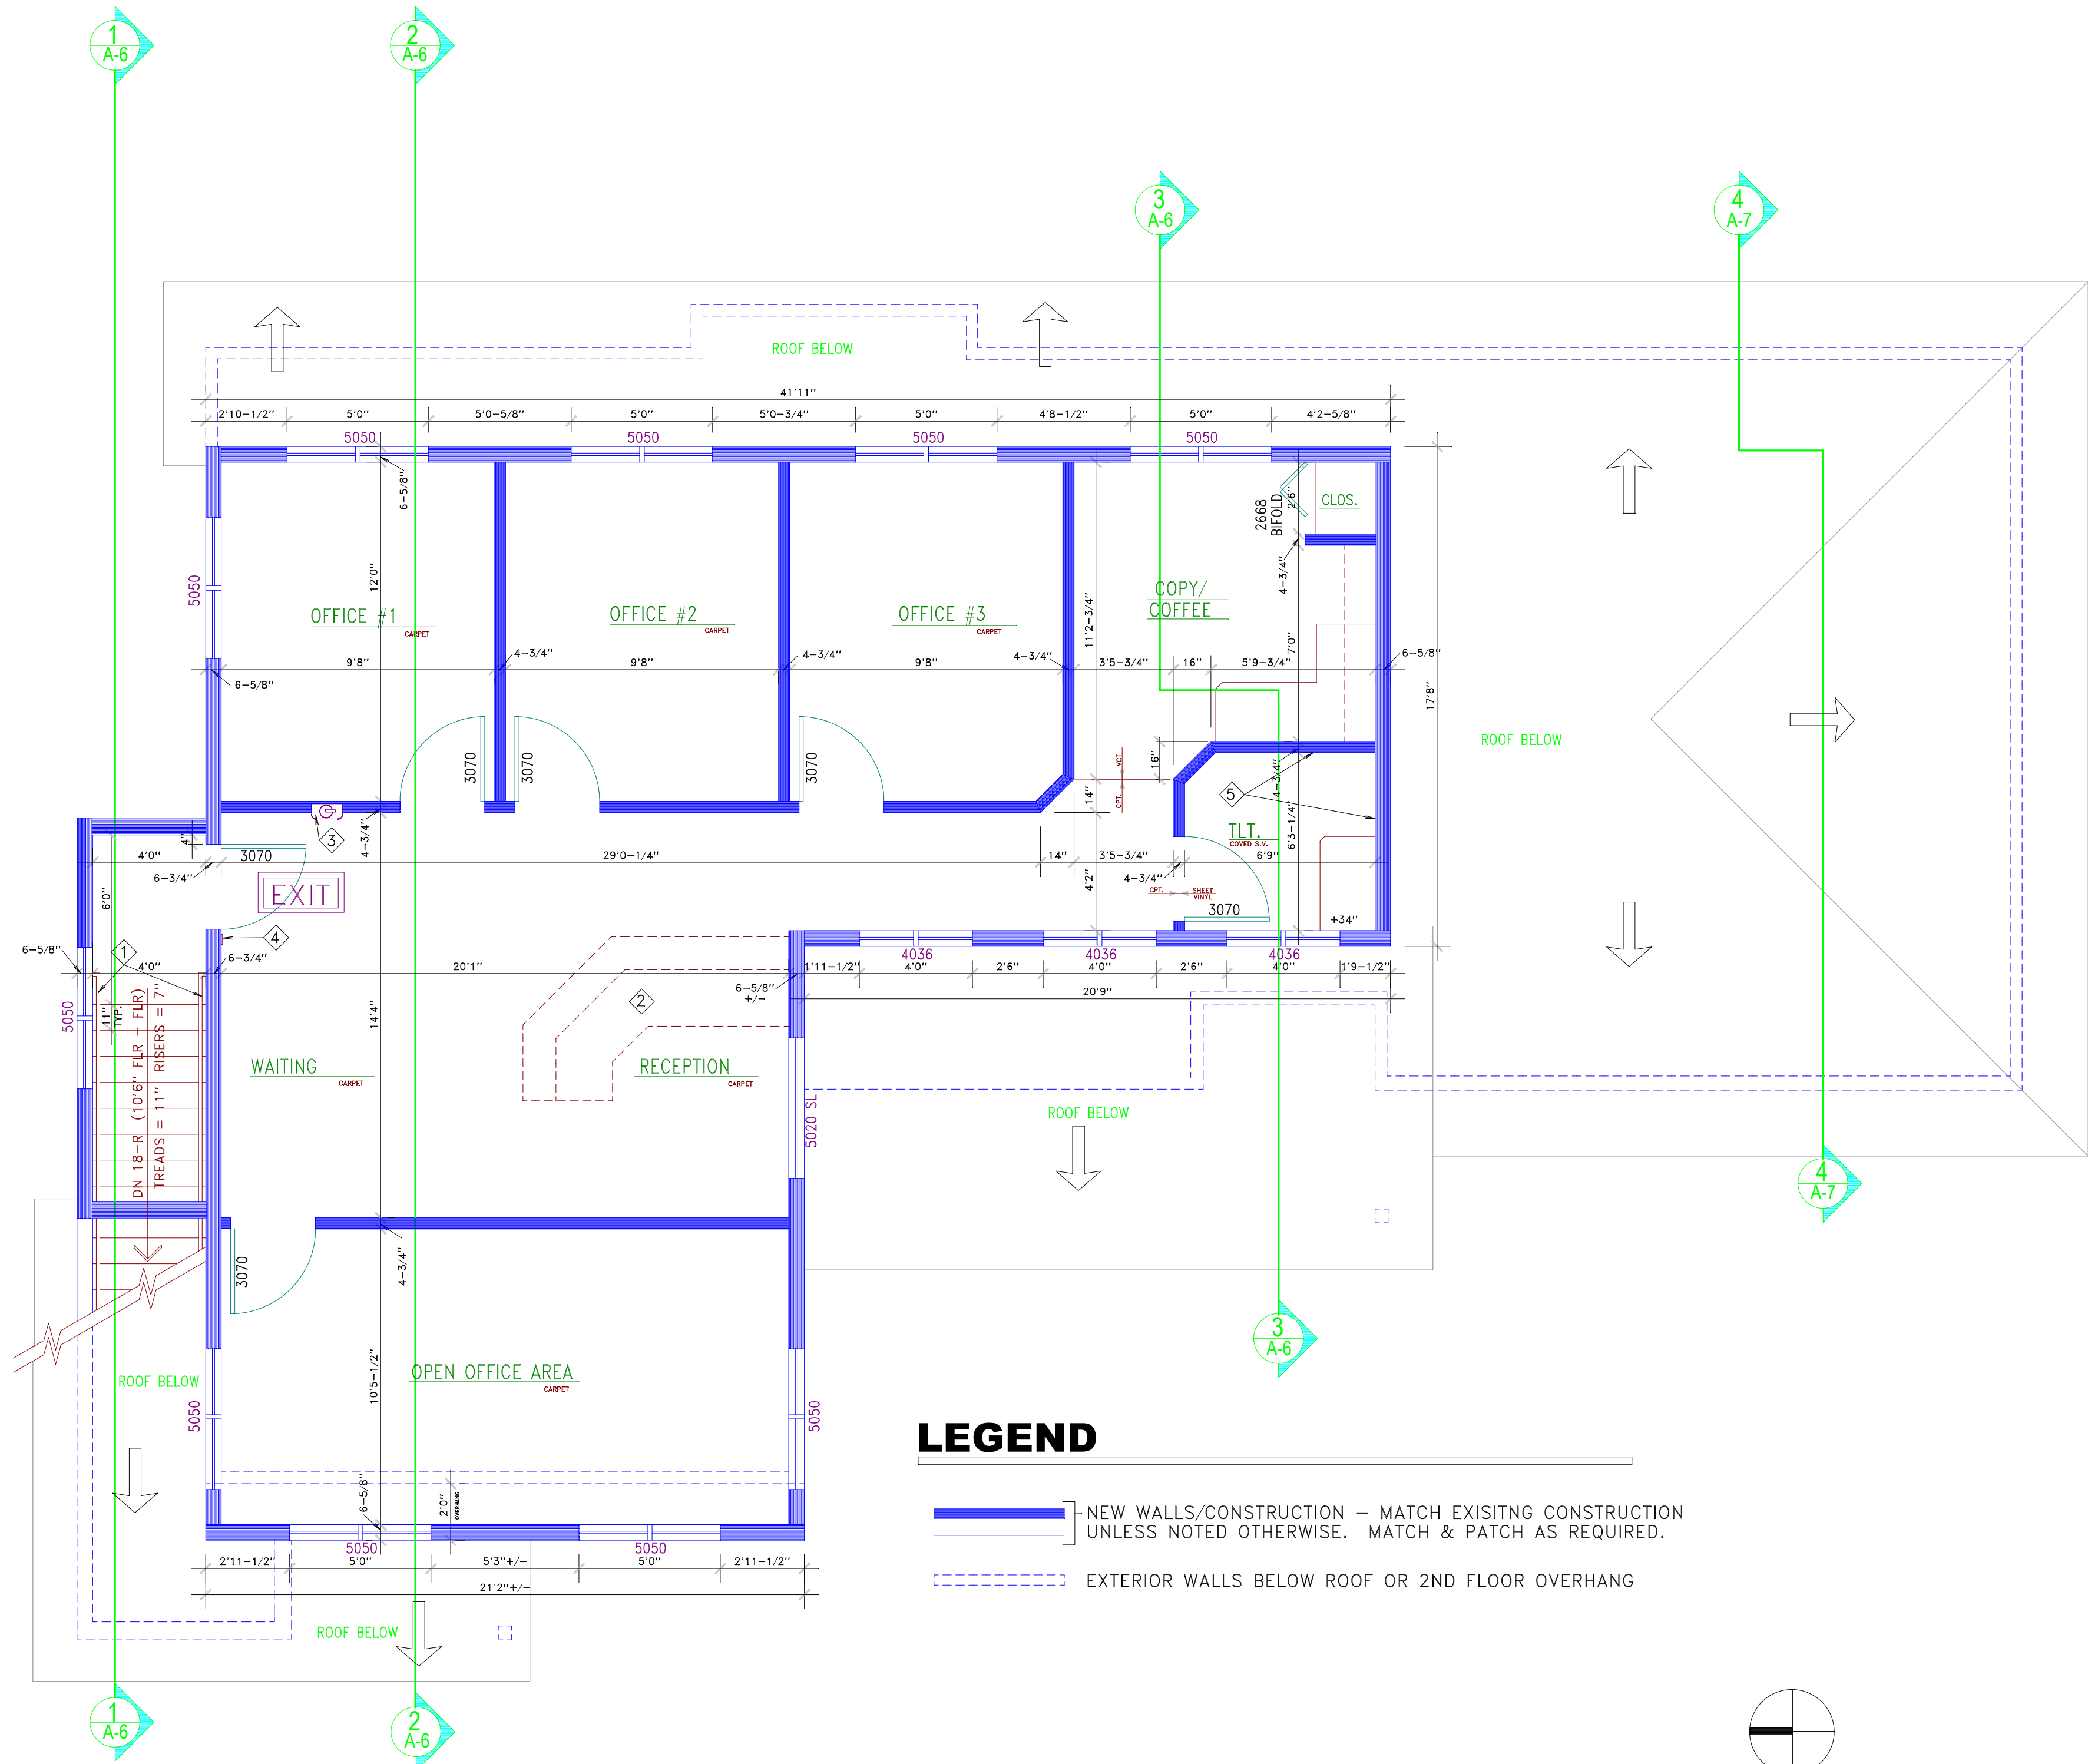 1
A-6
2
A-6
3
A-6
4
A-7
ROOF BELOW
41'11"
2'10-1/2"
5'0"
5'0-5/8"
5'0"
5'0-3/4"
5'0"
4'8-1/2"
5'0"
4'2-5/8"
5050
5050
5050
5050
6-5/8"
2668
BIFOLD
2'6"
CLOS.
4-3/4"
5050
12'0"
OFFICE #1
CARPET
OFFICE #2
CARPET
OFFICE #3
CARPET
COPY/
COFFEE
11'2-3/4"
7'0"
9'8"
4-3/4"
9'8"
4-3/4"
9'8"
4-3/4"
3'5-3/4"
16"
5'9-3/4"
6-5/8"
6-5/8"
17'8"
ROOF BELOW
3070
3070
3070
VCT
CPT.
16"
14"
4-3/4"
5
3
4-3/4"
TLT.
COVED S.V.
6'3-1/4"
4"
4'0"
3070
29'0-1/4"
14"
3'5-3/4"
6'9"
6-3/4"
4-3/4"
4'2"
EXIT
CPT.
SHEET
VINYL
3070
+34"
6'0"
4
1
6-5/8"
6-3/4"
4036
4036
4036
4'0"
20'1"
1'11-1/2"
4'0"
2'6"
4'0"
2'6"
4'0"
1'9-1/2"
6-5/8"
+/-
20'9"
2
5050
11"
TYP.
DN 18-R (10'6" FLR - FLR)
TREADS = 11" RISERS = 7"
14'4"
WAITING
CARPET
RECEPTION
CARPET
5020 SL
ROOF BELOW
4
A-7
3070
4-3/4"
3
A-6
ROOF BELOW
10'5-1/2"
OPEN OFFICE AREA
CARPET
5050
5050
6-5/8"
2'0"
OVERHANG
5050
5050
2'11-1/2"
5'0"
5'3"+/-
5'0"
2'11-1/2"
21'2"+/-
ROOF BELOW
LEGEND
NEW WALLS/CONSTRUCTION - MATCH EXISITNG CONSTRUCTION
UNLESS NOTED OTHERWISE. MATCH & PATCH AS REQUIRED.
EXTERIOR WALLS BELOW ROOF OR 2ND FLOOR OVERHANG
1
A-6
2
A-6